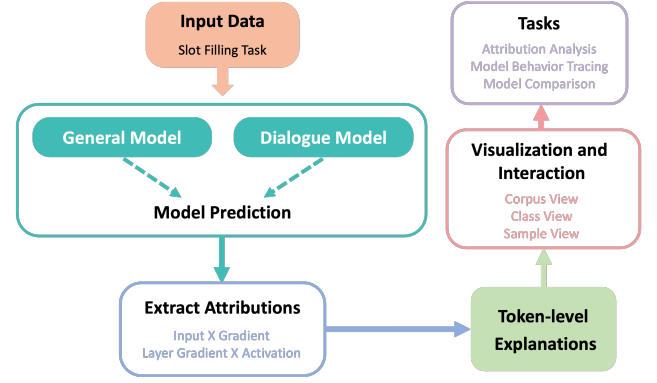 Input Data
Slot Filling Task
General Model
Dialogue Model
Model Prediction
Extract Attributions
Input X Gradient
Layer Gradient X Activation
Token-level
Explanations
Visualization and
Interaction
Corpus View
Class View
Sample View
Tasks
Attribution Analysis
Model Behavior Tracing
Model Comparison